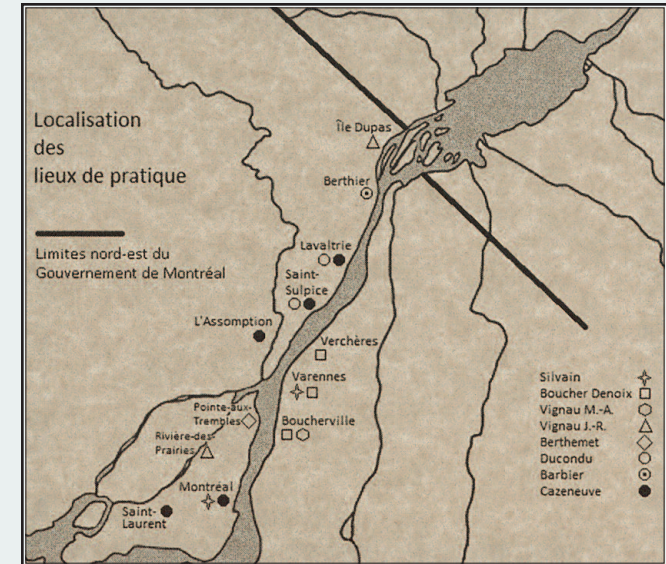 Localisation
des
lieux de pratique
Limites nord-est du
Gouvernement de Montréal
Île Dupas
Berthier
Lavaltrie
Saint-
Sulpice
L'Assomption
Verchères
Varennes
Pointe-aux-
Trembles
Boucherville
Rivière-des-
Prairies
Montréal
Saint-
Laurent
Silvain
Boucher Denoix
Vignau M.-A.
Vignau J.-R.
Berthemet
Ducondu
Barbier
Cazeneuve